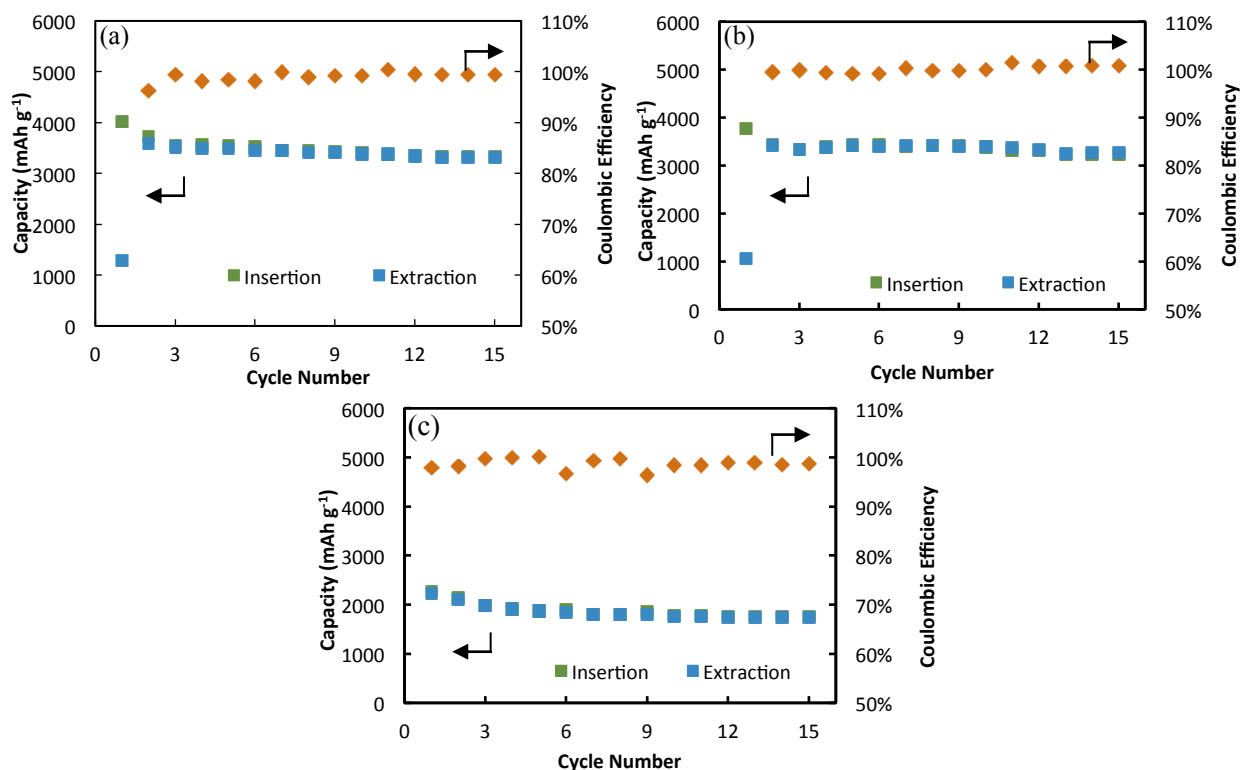 (a)
6000
5000
4000
3000
2000
1000
0
Capacity (mAh g⁻¹)
110%
100%
90%
80%
70%
60%
50%
Coulombic Efficiency
Insertion Extraction
0 3 6 9 12 15
Cycle Number
(b)
6000
5000
4000
3000
2000
1000
0
Capacity (mAh g⁻¹)
110%
100%
90%
80%
70%
60%
50%
Coulombic Efficiency
Insertion Extraction
0 3 6 9 12 15
Cycle Number
(c)
6000
5000
4000
3000
2000
1000
0
Capacity (mAh g⁻¹)
110%
100%
90%
80%
70%
60%
50%
Coulombic Efficiency
Insertion Extraction
0 3 6 9 12 15
Cycle Number